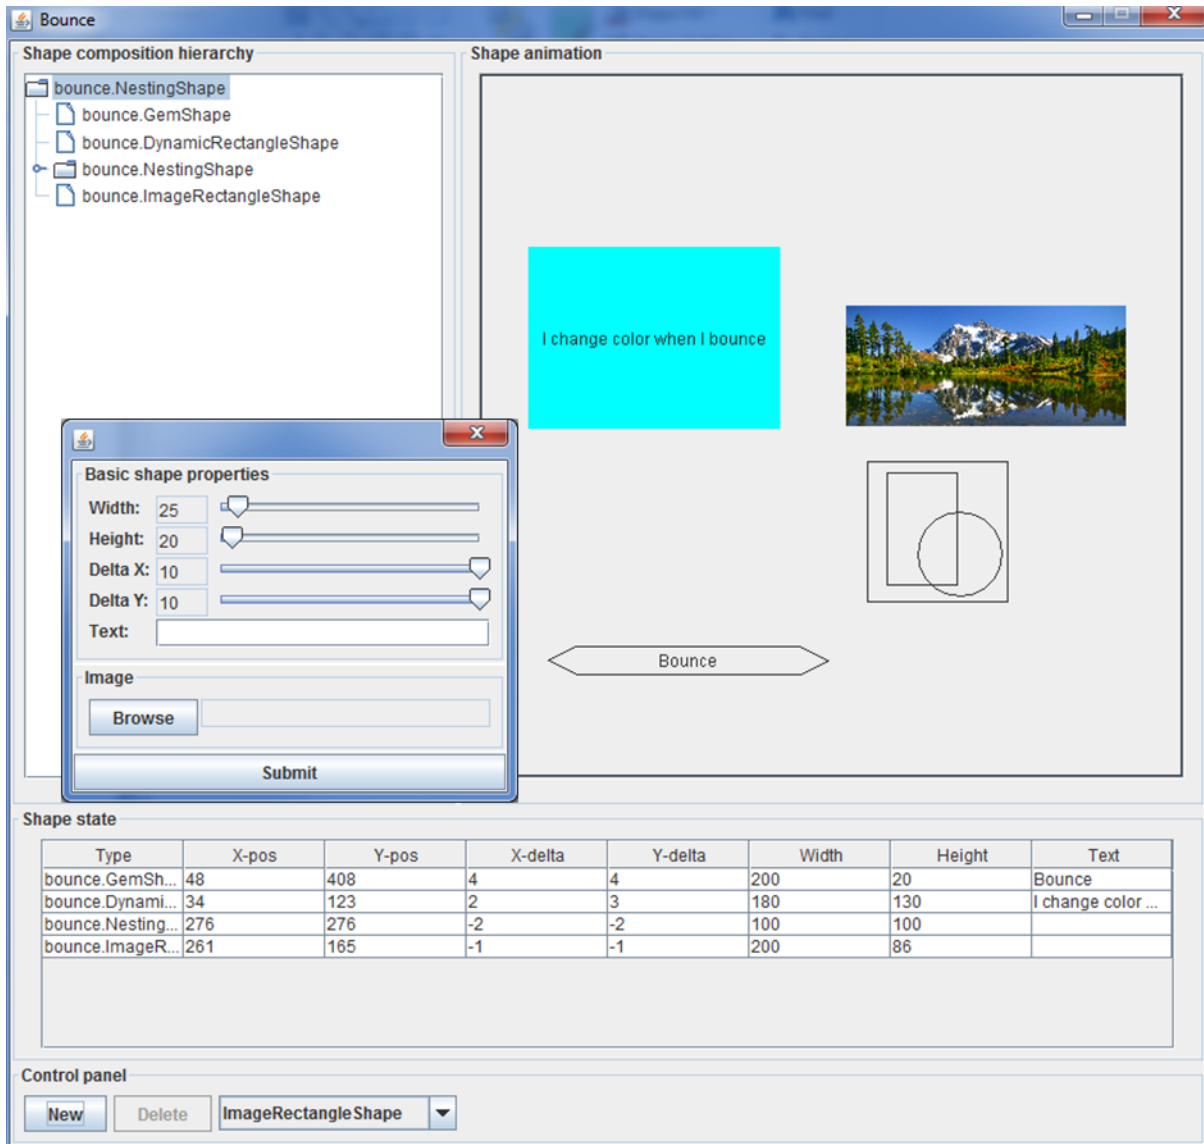 Bounce
Shape composition hierarchy
bounce.NestingShape
bounce.GemShape
bounce.DynamicRectangleShape
bounce.NestingShape
bounce.ImageRectangleShape
Shape animation
I change color when I bounce
Bounce
Basic shape properties
Width: 25
Height: 20
Delta X: 10
Delta Y: 10
Text:
Image
Browse
Submit
Shape state
Type X-pos Y-pos X-delta Y-delta Width Height Text
bounce.GemSh... 48 408 4 4 200 20 Bounce
bounce.Dynami... 34 123 2 3 180 130 I change color ...
bounce.Nesting... 276 276 -2 -2 100 100
bounce.ImageR... 261 165 -1 -1 200 86
Control panel
New Delete ImageRectangleShape